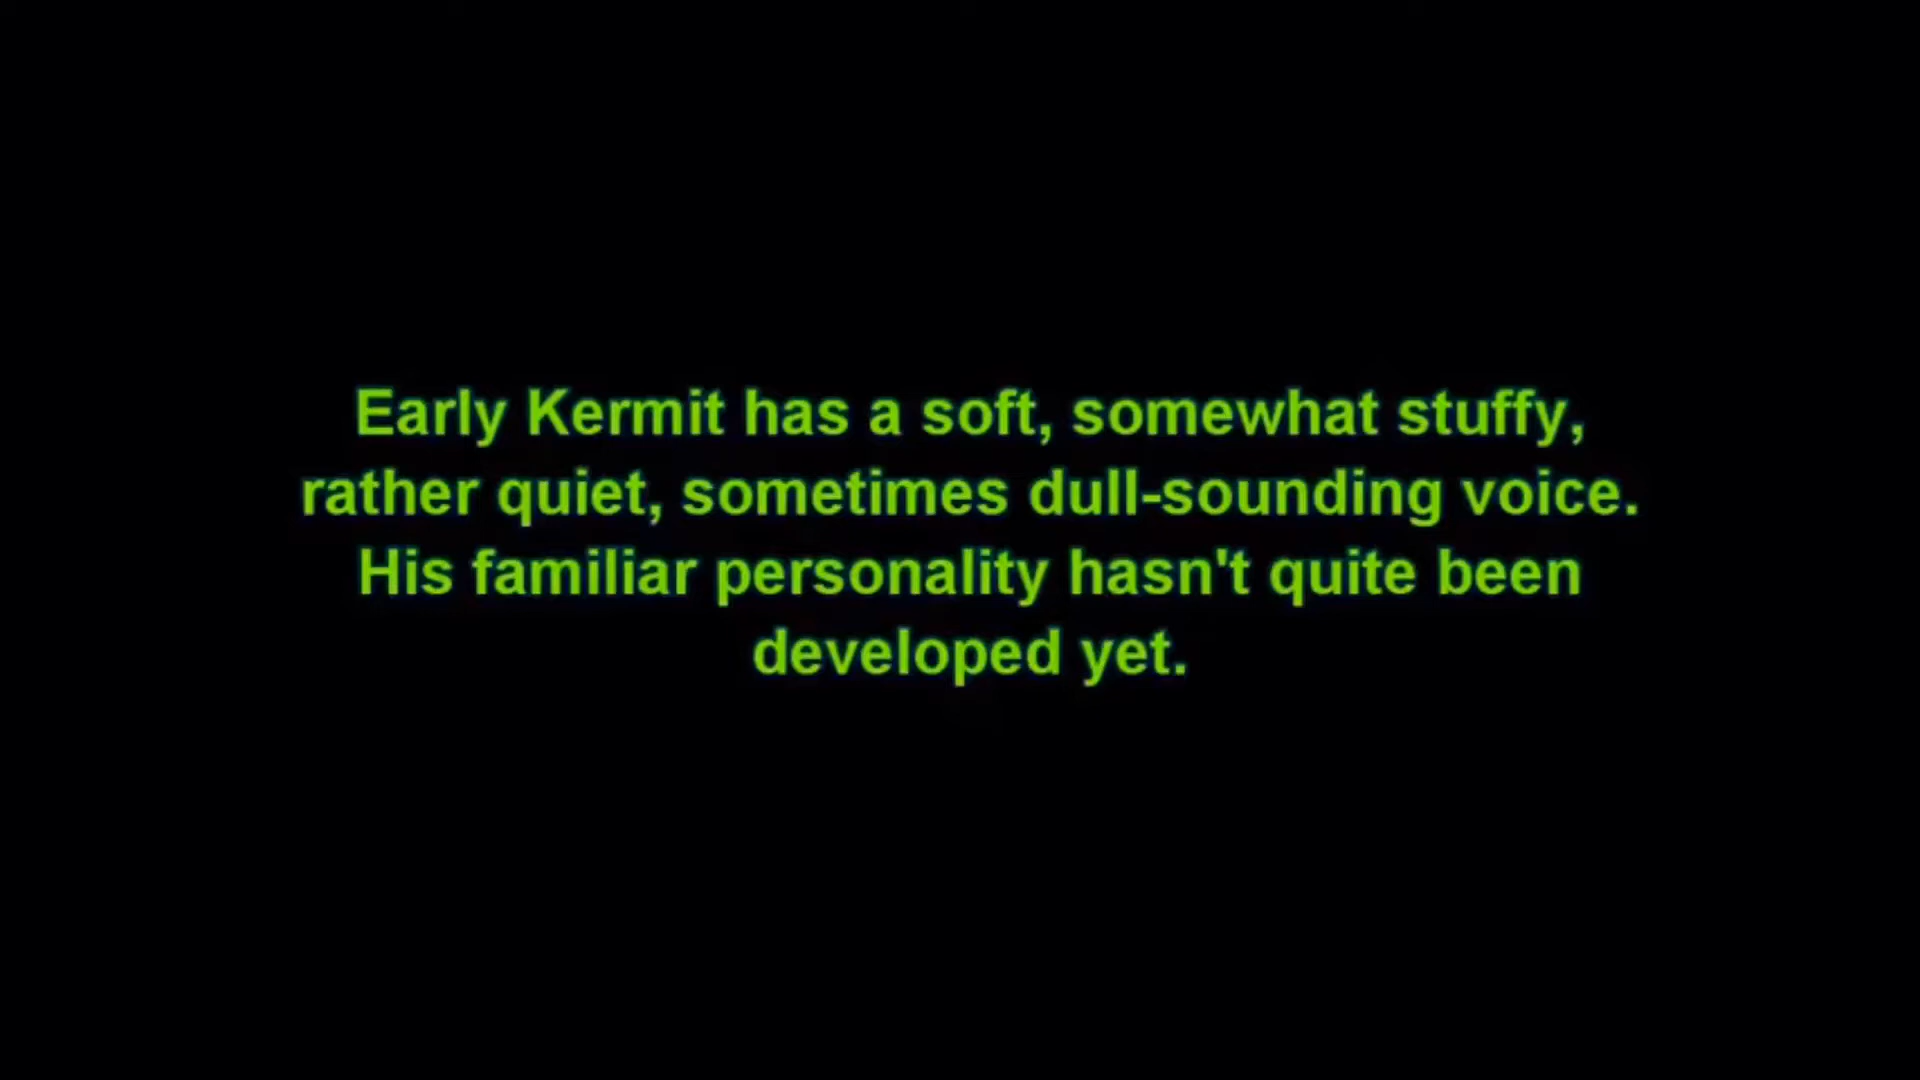 Early Kermit has a soft, somewhat stuffy,
rather quiet, sometimes dull-sounding voice.
His familiar personality hasn't quite been
developed yet.